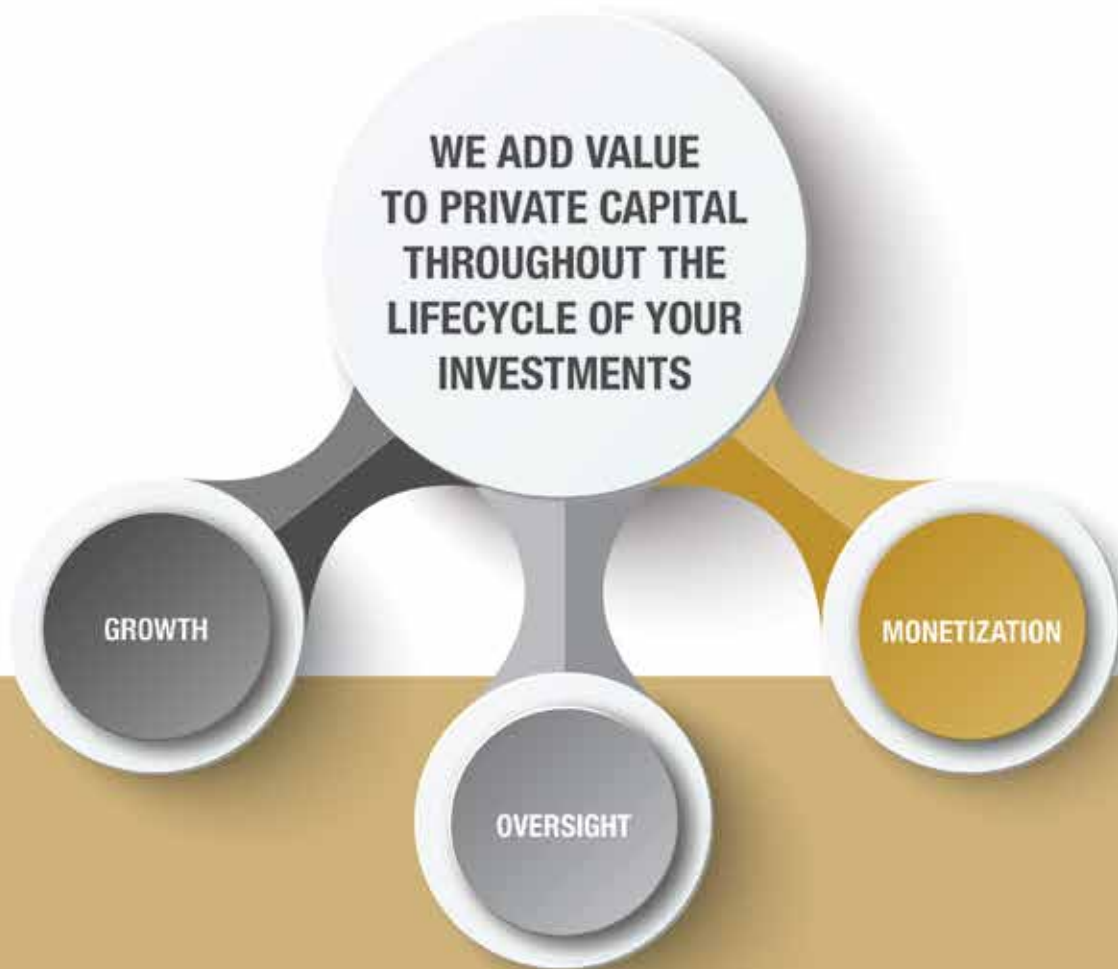 WE ADD VALUE
TO PRIVATE CAPITAL
THROUGHOUT THE
LIFECYCLE OF YOUR
INVESTMENTS
GROWTH
MONETIZATION
OVERSIGHT